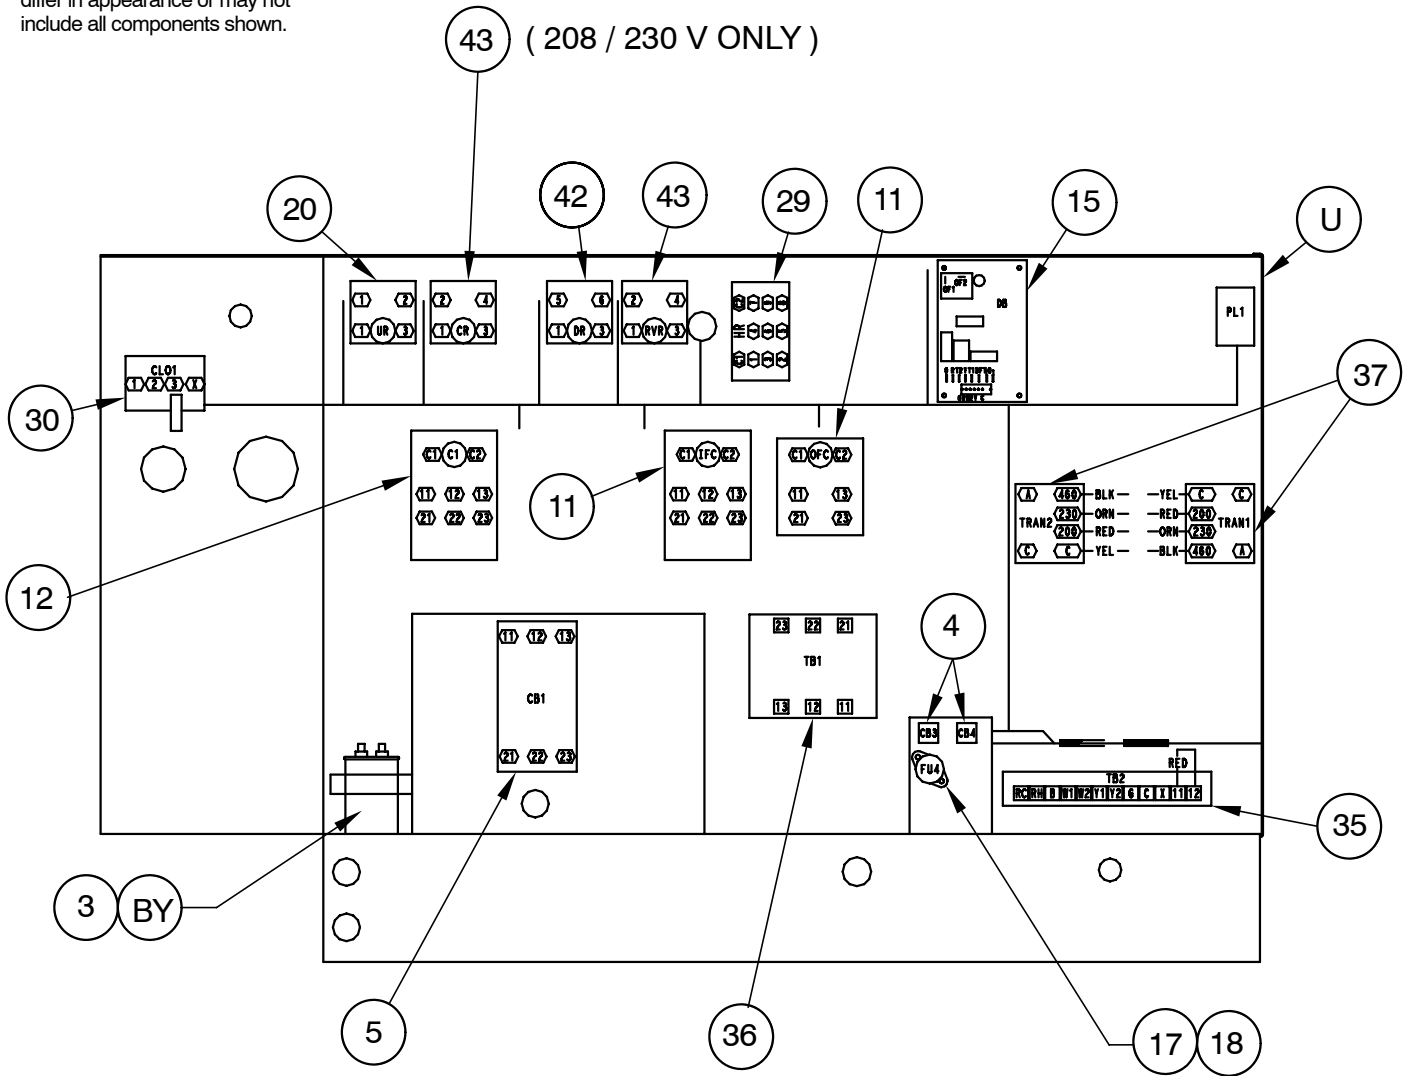 differ in appearance or may not
include all components shown.
43 ( 208 / 230 V ONLY )
20
42
43
29
11
15
U
1 2
1 UR 3
2 4
1 CR 3
5 6
1 DR 3
2 4
1 RVR 3
HR
OF1 OF2
DB
PL1
CLO1
1 2 3 X
30
37
C1 C1 C2
11 12 13
21 22 23
11
C1 IFC C2
11 12 13
21 22 23
C1 OFC C2
11 13
21 23
A 460 BLK YEL C C
230 ORN RED 200
TRAN2 TRAN1
200 RED ORN 230
C C YEL BLK 460 A
12
4
11 12 13
CB1
21 22 23
23 22 21
TB1
13 12 11
CB3 CB4
FU4
RED
TB2
RC RH B W1 W2 Y1 Y2 G C X 11 12
35
3 BY
5
36
17 18